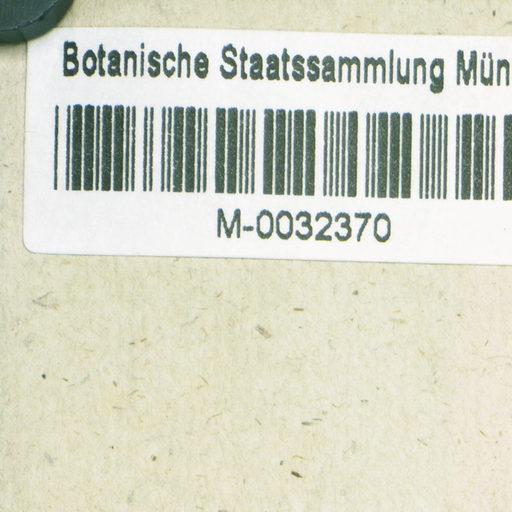 Botanische Staatssammlung Mün
M-0032370